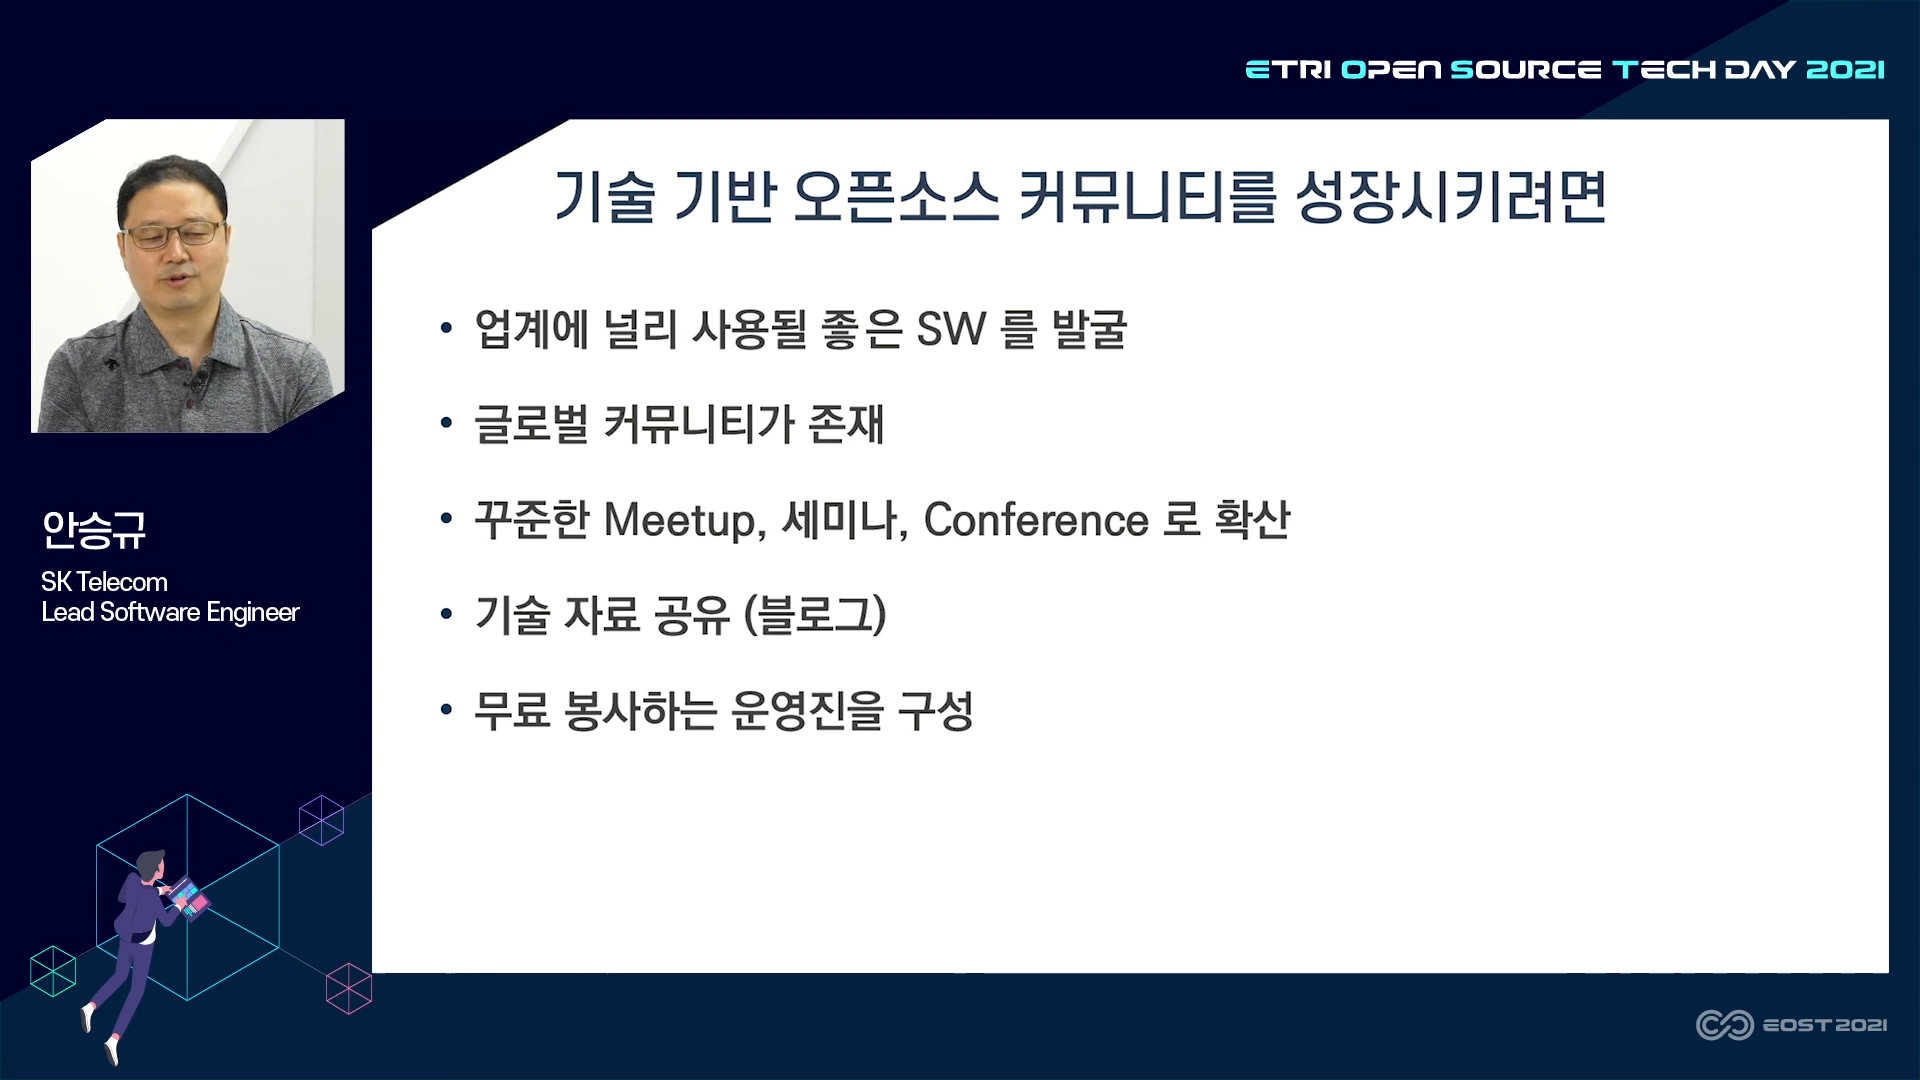 ETRI OPEN SOURCE TECH DAY 2021
기술 기반 오픈소스 커뮤니티를 성장시키려면
• 업계에 널리 사용될 좋은 SW 를 발굴
• 글로벌 커뮤니티가 존재
• 꾸준한 Meetup, 세미나, Conference 로 확산
• 기술 자료 공유 (블로그)
• 무료 봉사하는 운영진을 구성
안승규
SK Telecom
Lead Software Engineer
EOST 2021